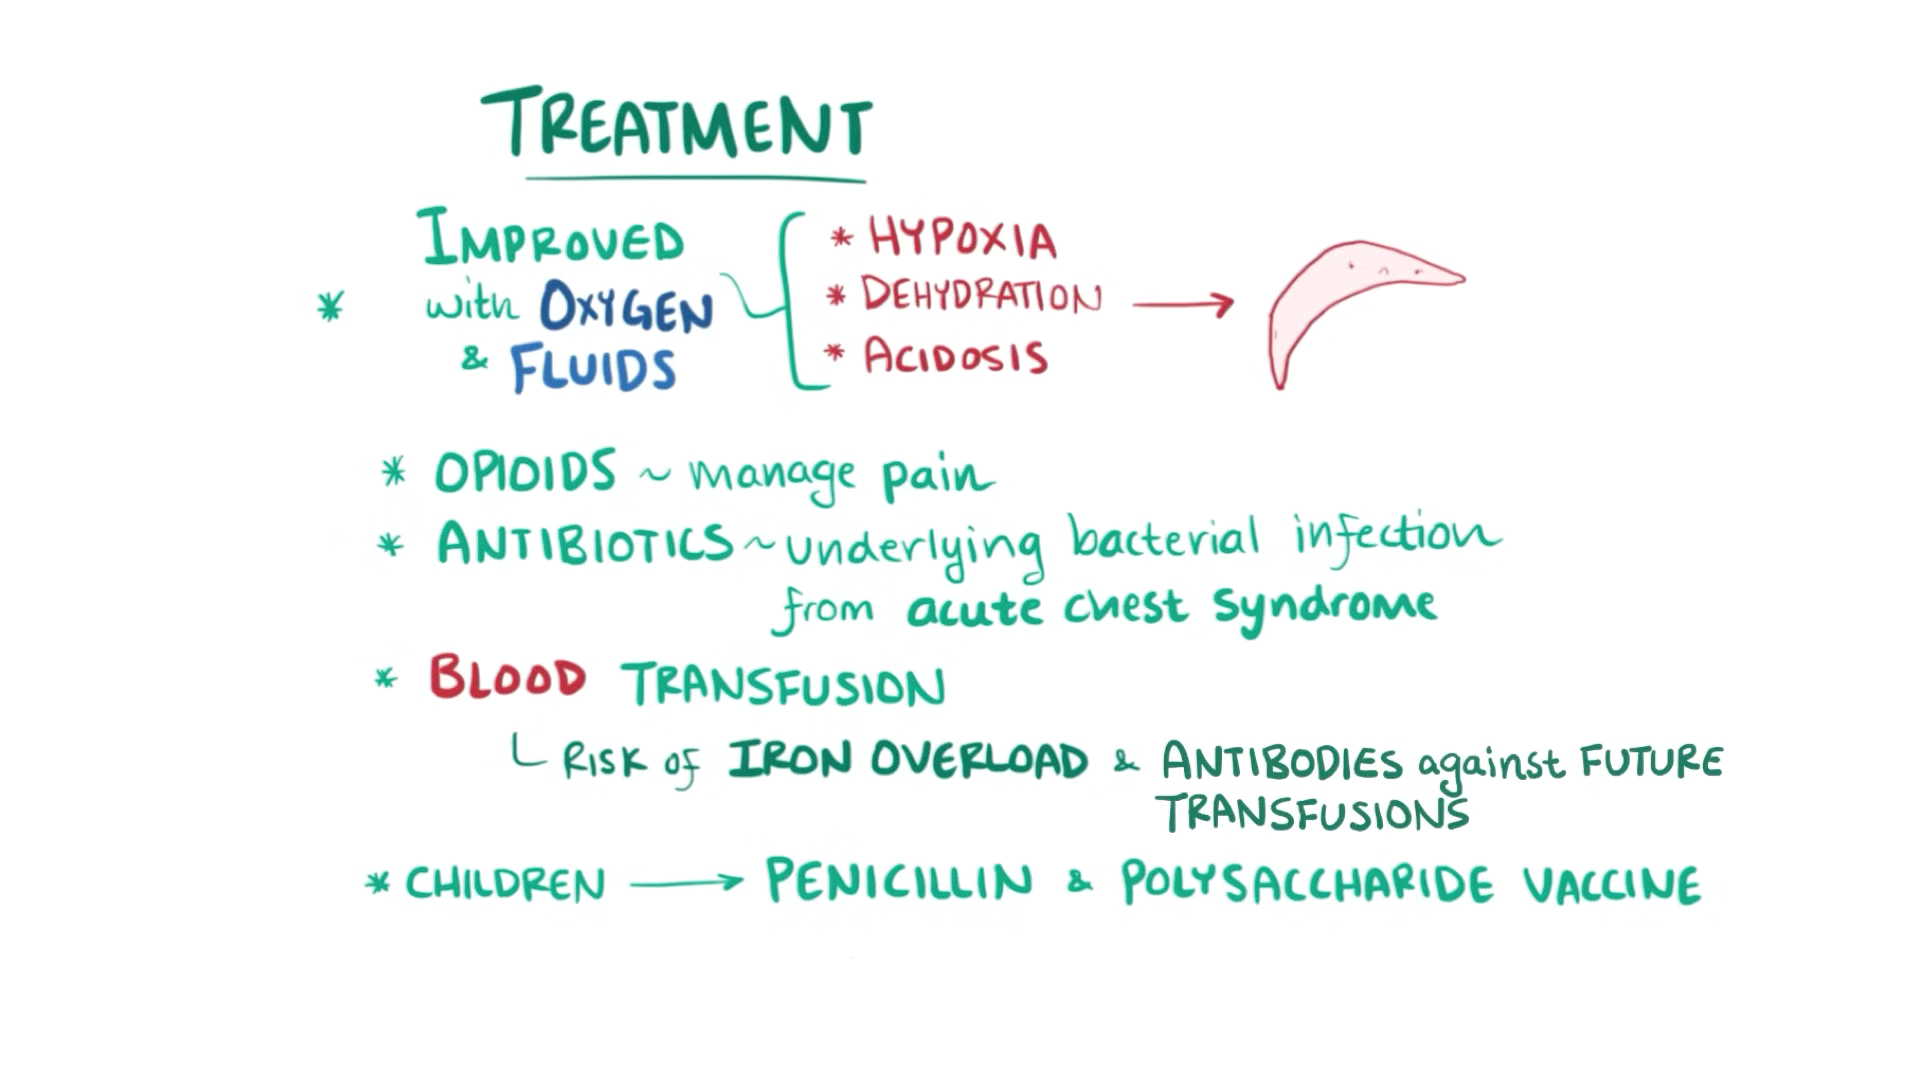 TREATMENT
* IMPROVED
with OXYGEN
& FLUIDS
* HYPOXIA
* DEHYDRATION →
* ACIDOSIS
* OPIOIDS ~ manage pain
* ANTIBIOTICS ~ underlying bacterial infection
from acute chest syndrome
* BLOOD TRANSFUSION
RISK of IRON OVERLOAD & ANTIBODIES against FUTURE
TRANSFUSIONS
* CHILDREN → PENICILLIN & POLYSACCHARIDE VACCINE